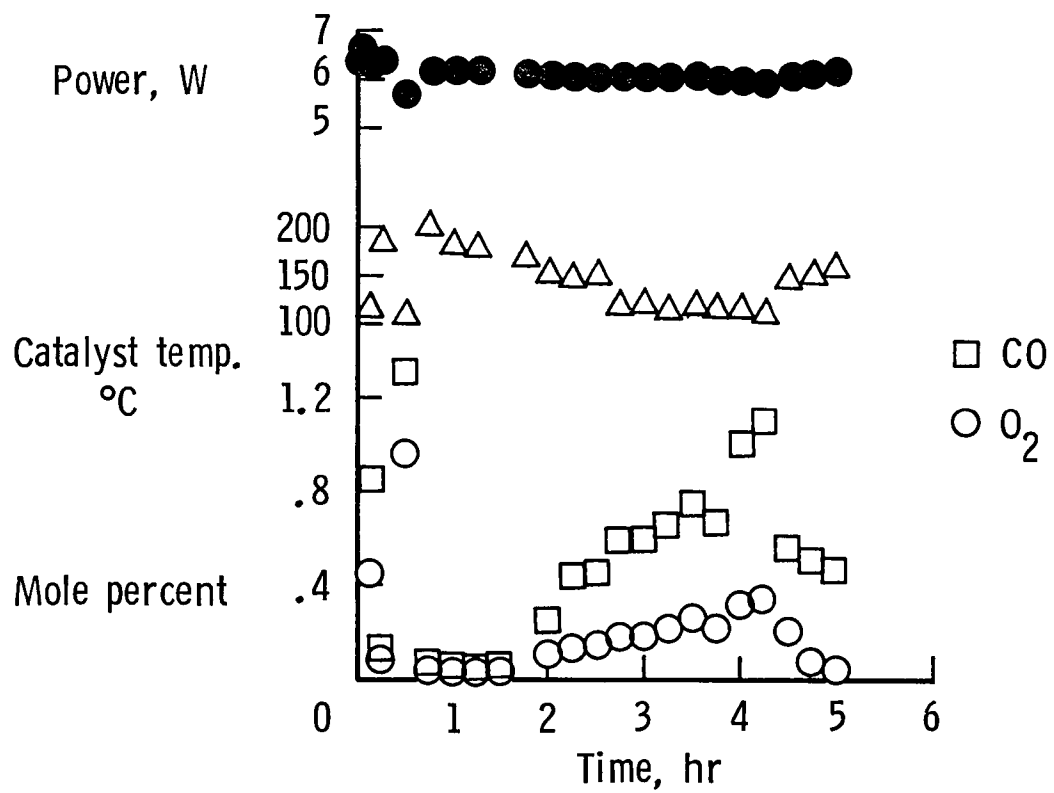 7
Power, W
6
5
200
150
100
Catalyst temp.
°C
CO
1.2
O2
.8
Mole percent
.4
0 1 2 3 4 5 6
Time, hr